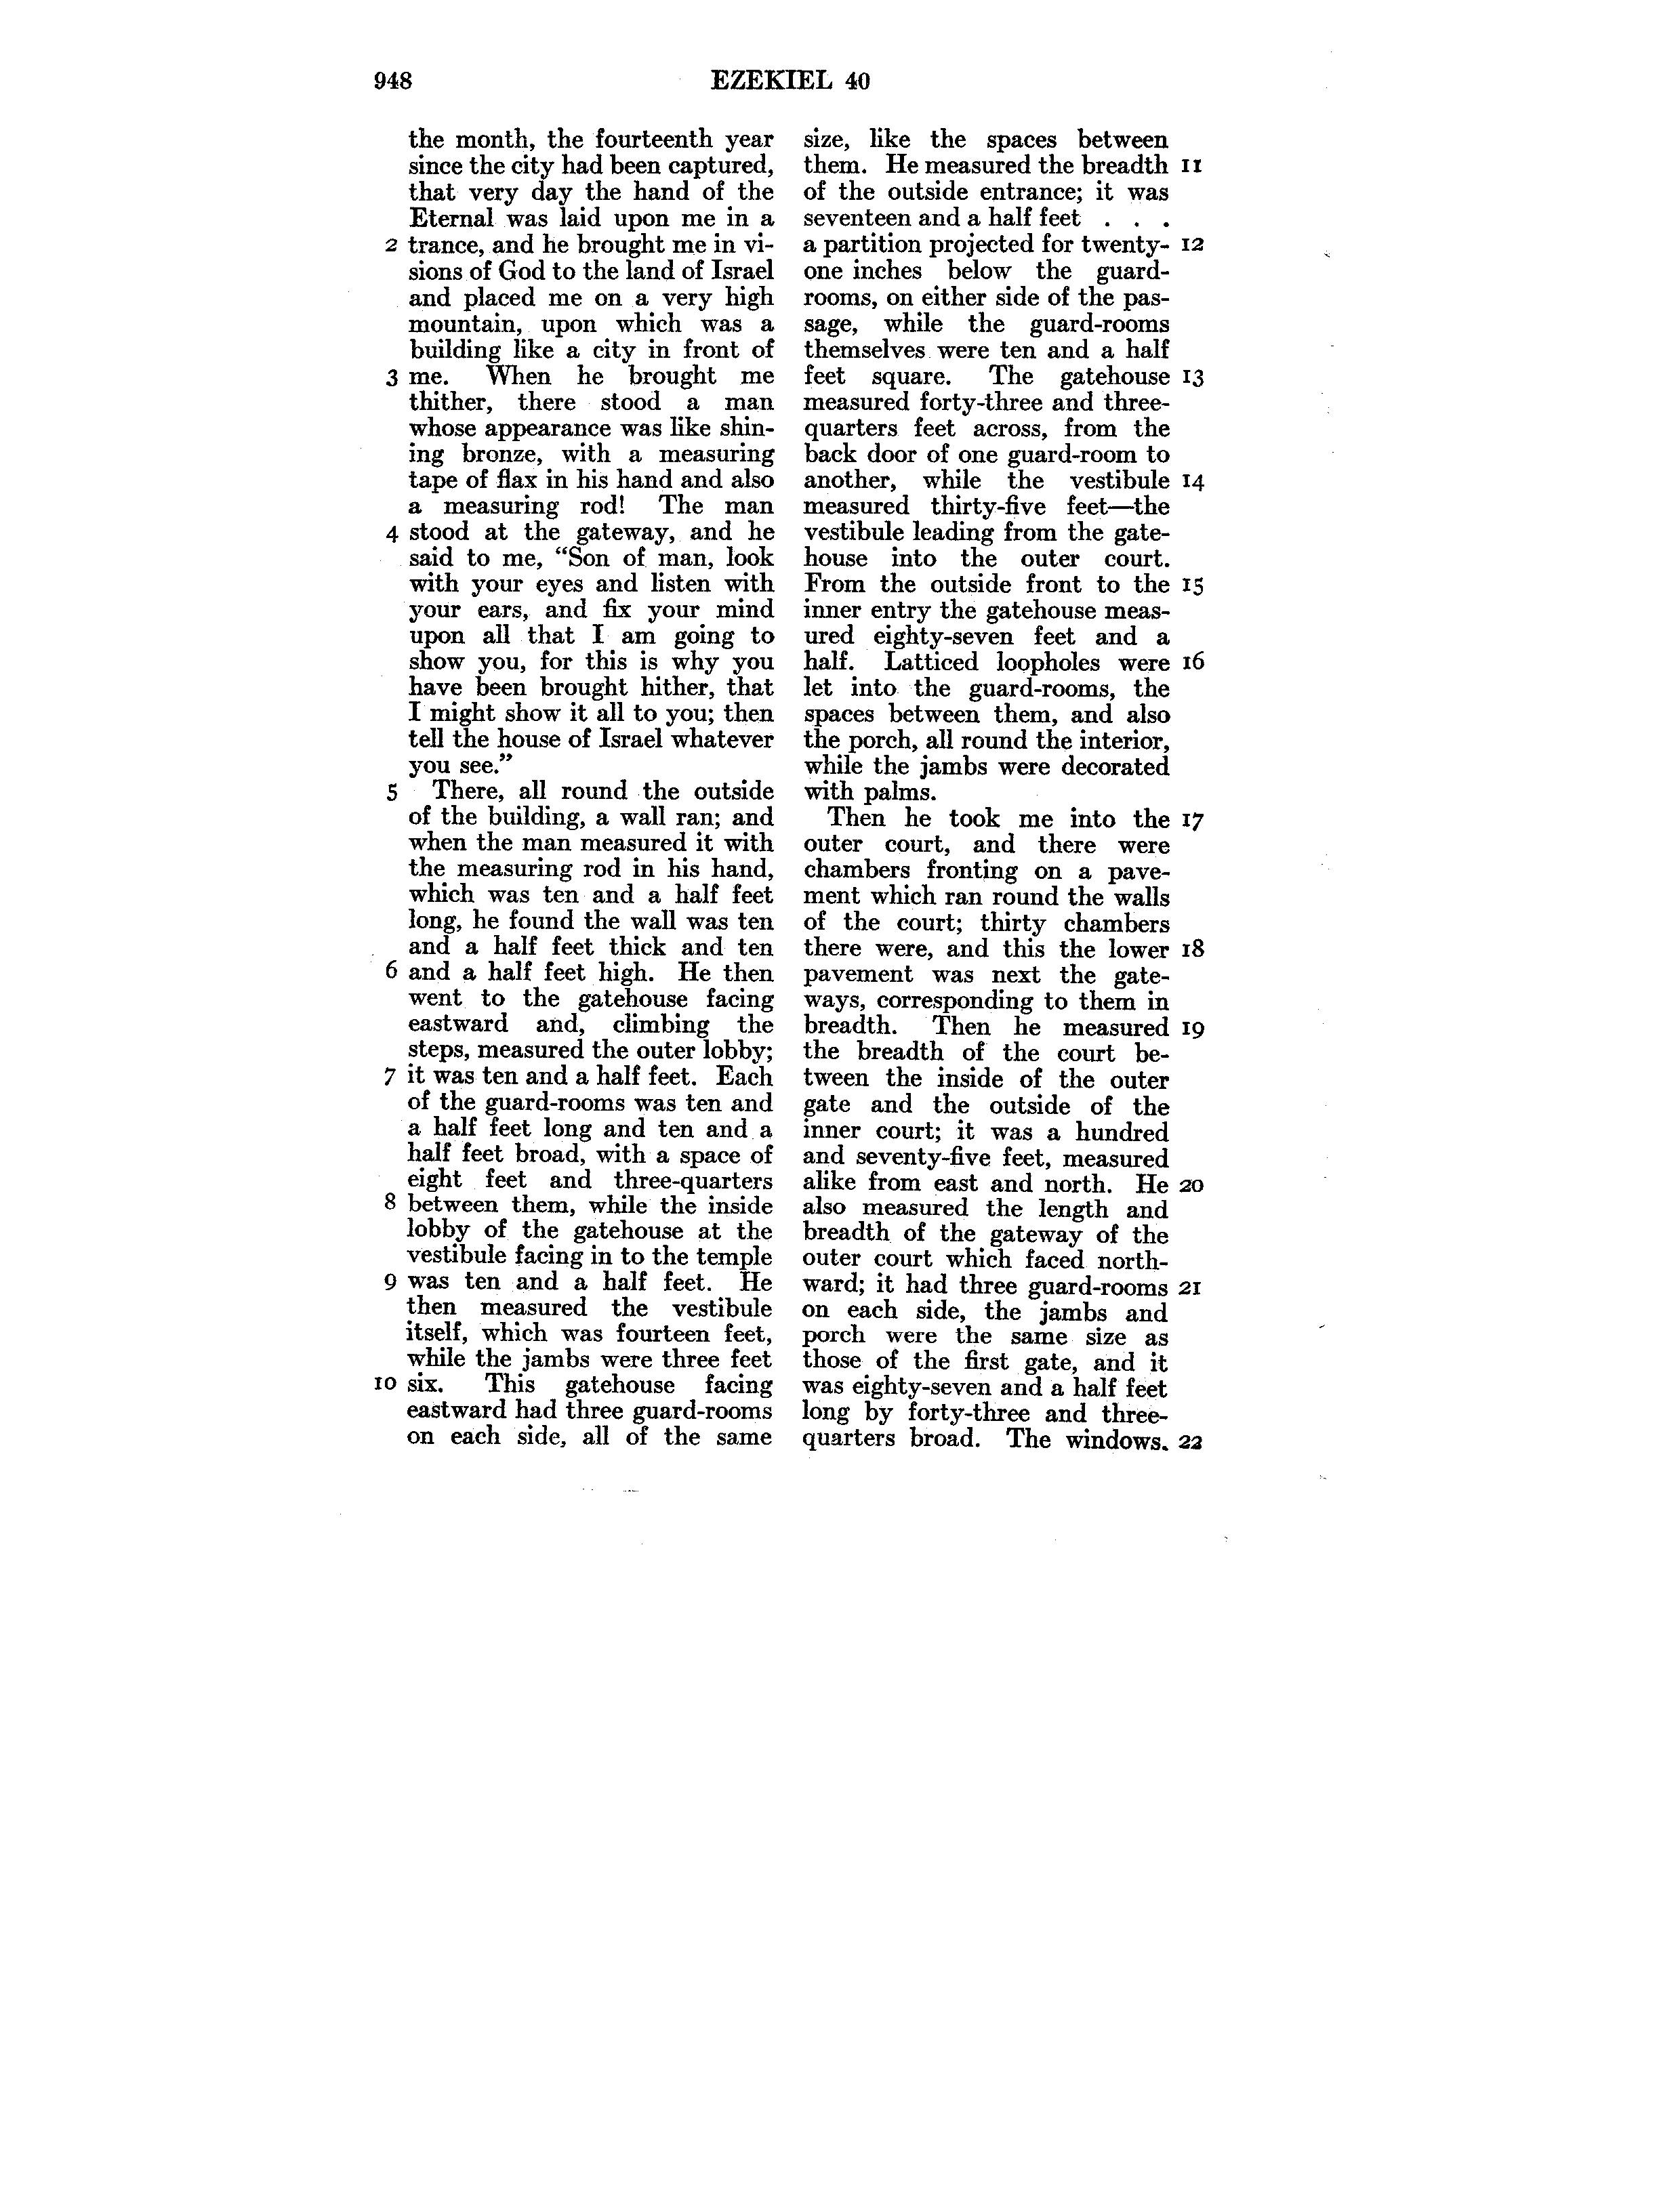 948 EZEKIEL 40
the month, the fourteenth year
since the city had been captured,
that very day the hand of the
Eternal was laid upon me in a
2 trance, and he brought me in vi-
sions of God to the land of Israel
and placed me on a very high
mountain, upon which was a
building like a city in front of
3 me. When he brought me
thither, there stood a man
whose appearance was like shin-
ing bronze, with a measuring
tape of flax in his hand and also
a measuring rod! The man
4 stood at the gateway, and he
said to me, “Son of man, look
with your eyes and listen with
your ears, and fix your mind
upon all that I am going to
show you, for this is why you
have been brought hither, that
I might show it all to you; then
tell the house of Israel whatever
you see.”
5 There, all round the outside
of the building, a wall ran; and
when the man measured it with
the measuring rod in his hand,
which was ten and a half feet
long, he found the wall was ten
and a half feet thick and ten
6 and a half feet high. He then
went to the gatehouse facing
eastward and, climbing the
steps, measured the outer lobby;
7 it was ten and a half feet. Each
of the guard-rooms was ten and
a half feet long and ten and a
half feet broad, with a space of
eight feet and three-quarters
8 between them, while the inside
lobby of the gatehouse at the
vestibule facing in to the temple
9 was ten and a half feet. He
then measured the vestibule
itself, which was fourteen feet,
while the jambs were three feet
10 six. This gatehouse facing
eastward had three guard-rooms
on each side, all of the same
size, like the spaces between
them. He measured the breadth 11
of the outside entrance; it was
seventeen and a half feet . . .
a partition projected for twenty- 12
one inches below the guard-
rooms, on either side of the pas-
sage, while the guard-rooms
themselves were ten and a half
feet square. The gatehouse 13
measured forty-three and three-
quarters feet across, from the
back door of one guard-room to
another, while the vestibule 14
measured thirty-five feet—the
vestibule leading from the gate-
house into the outer court.
From the outside front to the 15
inner entry the gatehouse meas-
ured eighty-seven feet and a
half. Latticed loopholes were 16
let into the guard-rooms, the
spaces between them, and also
the porch, all round the interior,
while the jambs were decorated
with palms.
Then he took me into the 17
outer court, and there were
chambers fronting on a pave-
ment which ran round the walls
of the court; thirty chambers
there were, and this the lower 18
pavement was next the gate-
ways, corresponding to them in
breadth. Then he measured 19
the breadth of the court be-
tween the inside of the outer
gate and the outside of the
inner court; it was a hundred
and seventy-five feet, measured
alike from east and north. He 20
also measured the length and
breadth of the gateway of the
outer court which faced north-
ward; it had three guard-rooms 21
on each side, the jambs and
porch were the same size as
those of the first gate, and it
was eighty-seven and a half feet
long by forty-three and three-
quarters broad. The windows. 22